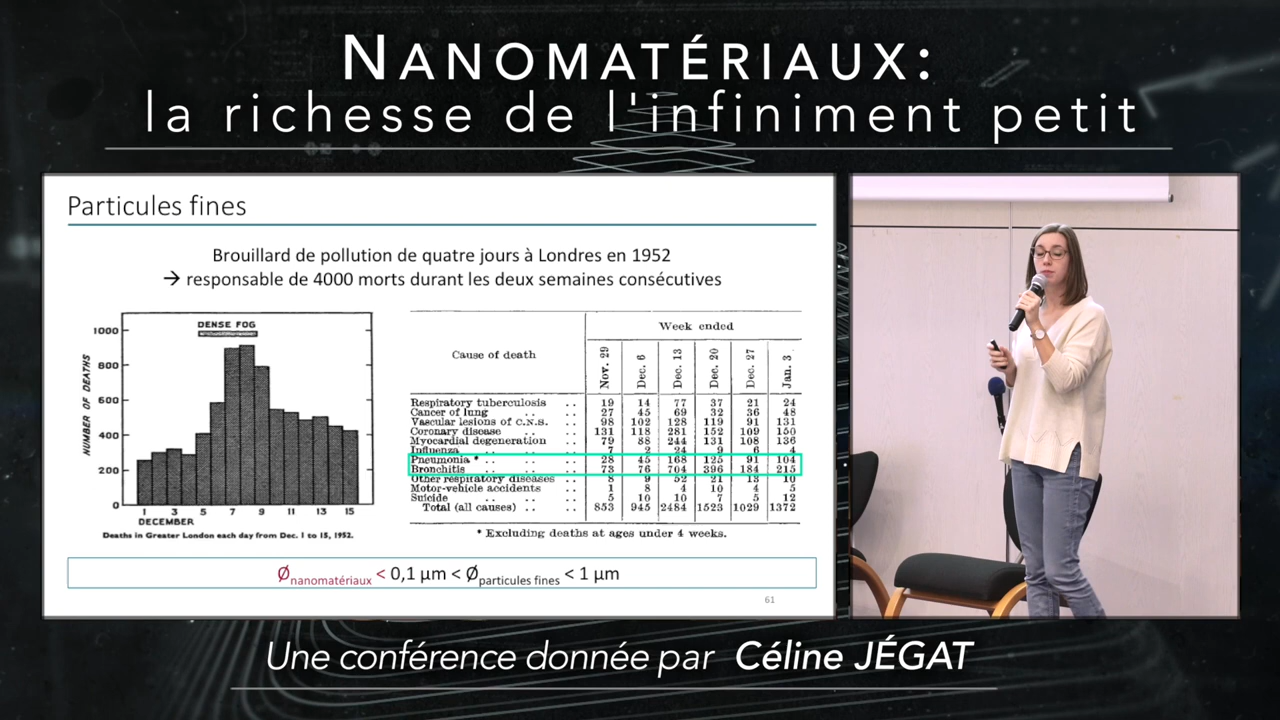 NANOMATÉRIAUX:
la richesse de l'infiniment petit
Particules fines
Brouillard de pollution de quatre jours à Londres en 1952
→ responsable de 4000 morts durant les deux semaines consécutives
NUMBER OF DEATHS
1000
800
600
400
200
0
DENSE FOG
1 3 5 7 9 11 13 15
DECEMBER
Deaths in Greater London each day from Dec. 1 to 15, 1952.
Week ended
Cause of death Nov. 29 Dec. 6 Dec. 13 Dec. 20 Dec. 27 Jan. 3
Respiratory tuberculosis .. 19 14 77 37 21 24
Cancer of lung .. .. 27 45 69 32 36 48
Vascular lesions of C.N.S. .. 98 102 128 119 91 131
Coronary disease .. .. 131 118 281 152 109 150
Myocardial degeneration .. 79 88 244 131 108 136
Influenza .. .. .. 7 2 24 9 6 4
Pneumonia * .. .. .. 28 45 168 125 91 104
Bronchitis .. .. .. 73 76 704 396 184 215
Other respiratory diseases .. 8 9 52 21 13 10
Motor-vehicle accidents .. 1 8 4 10 4 5
Suicide .. .. .. 5 10 10 7 5 12
Total (all causes) .. .. 853 945 2484 1523 1029 1372
* Excluding deaths at ages under 4 weeks.
Ø nanomatériaux < 0,1 µm < Ø particules fines < 1 µm
61
Une conférence donnée par Céline JÉGAT